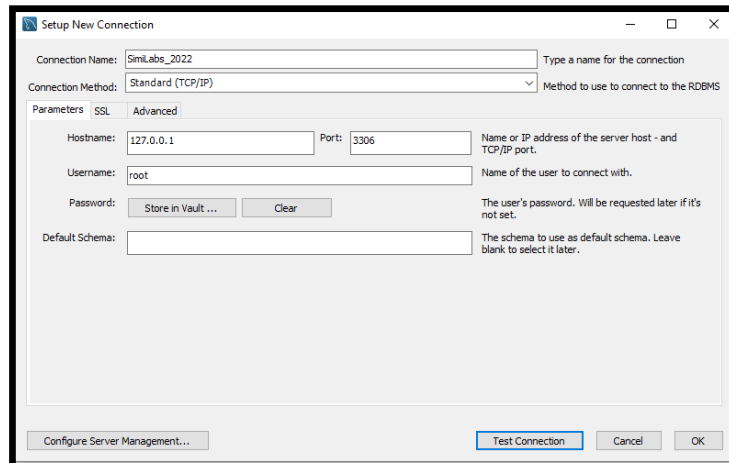 Setup New Connection
Connection Name: SimiLabs_2022 Type a name for the connection
Connection Method: Standard (TCP/IP) Method to use to connect to the RDBMS
Parameters SSL Advanced
Hostname: 127.0.0.1 Port: 3306 Name or IP address of the server host - and
TCP/IP port.
Username: root Name of the user to connect with.
Password: Store in Vault ... Clear The user's password. Will be requested later if it's
not set.
Default Schema: The schema to use as default schema. Leave
blank to select it later.
Configure Server Management... Test Connection Cancel OK